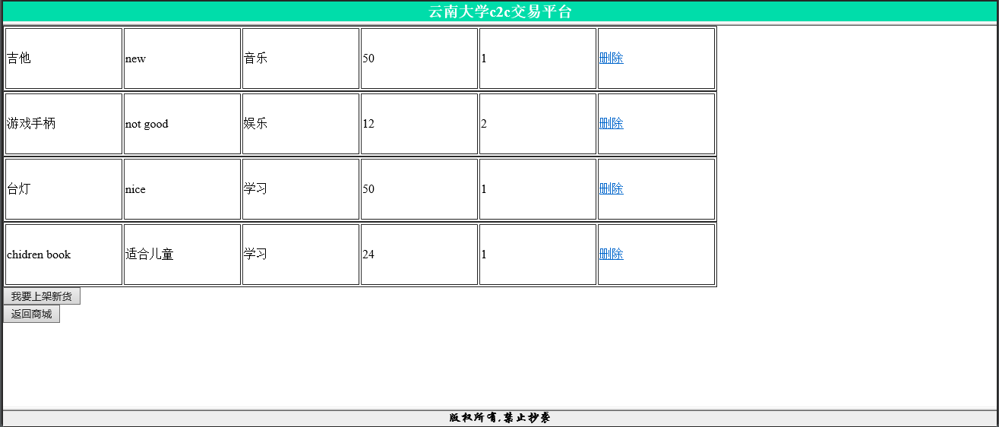 云南大学c2c交易平台
吉他 new 音乐 50 1 删除
游戏手柄 not good 娱乐 12 2 删除
台灯 nice 学习 50 1 删除
chidren book 适合儿童 学习 24 1 删除
我要上架新货
返回商城
版权所有,禁止抄袭